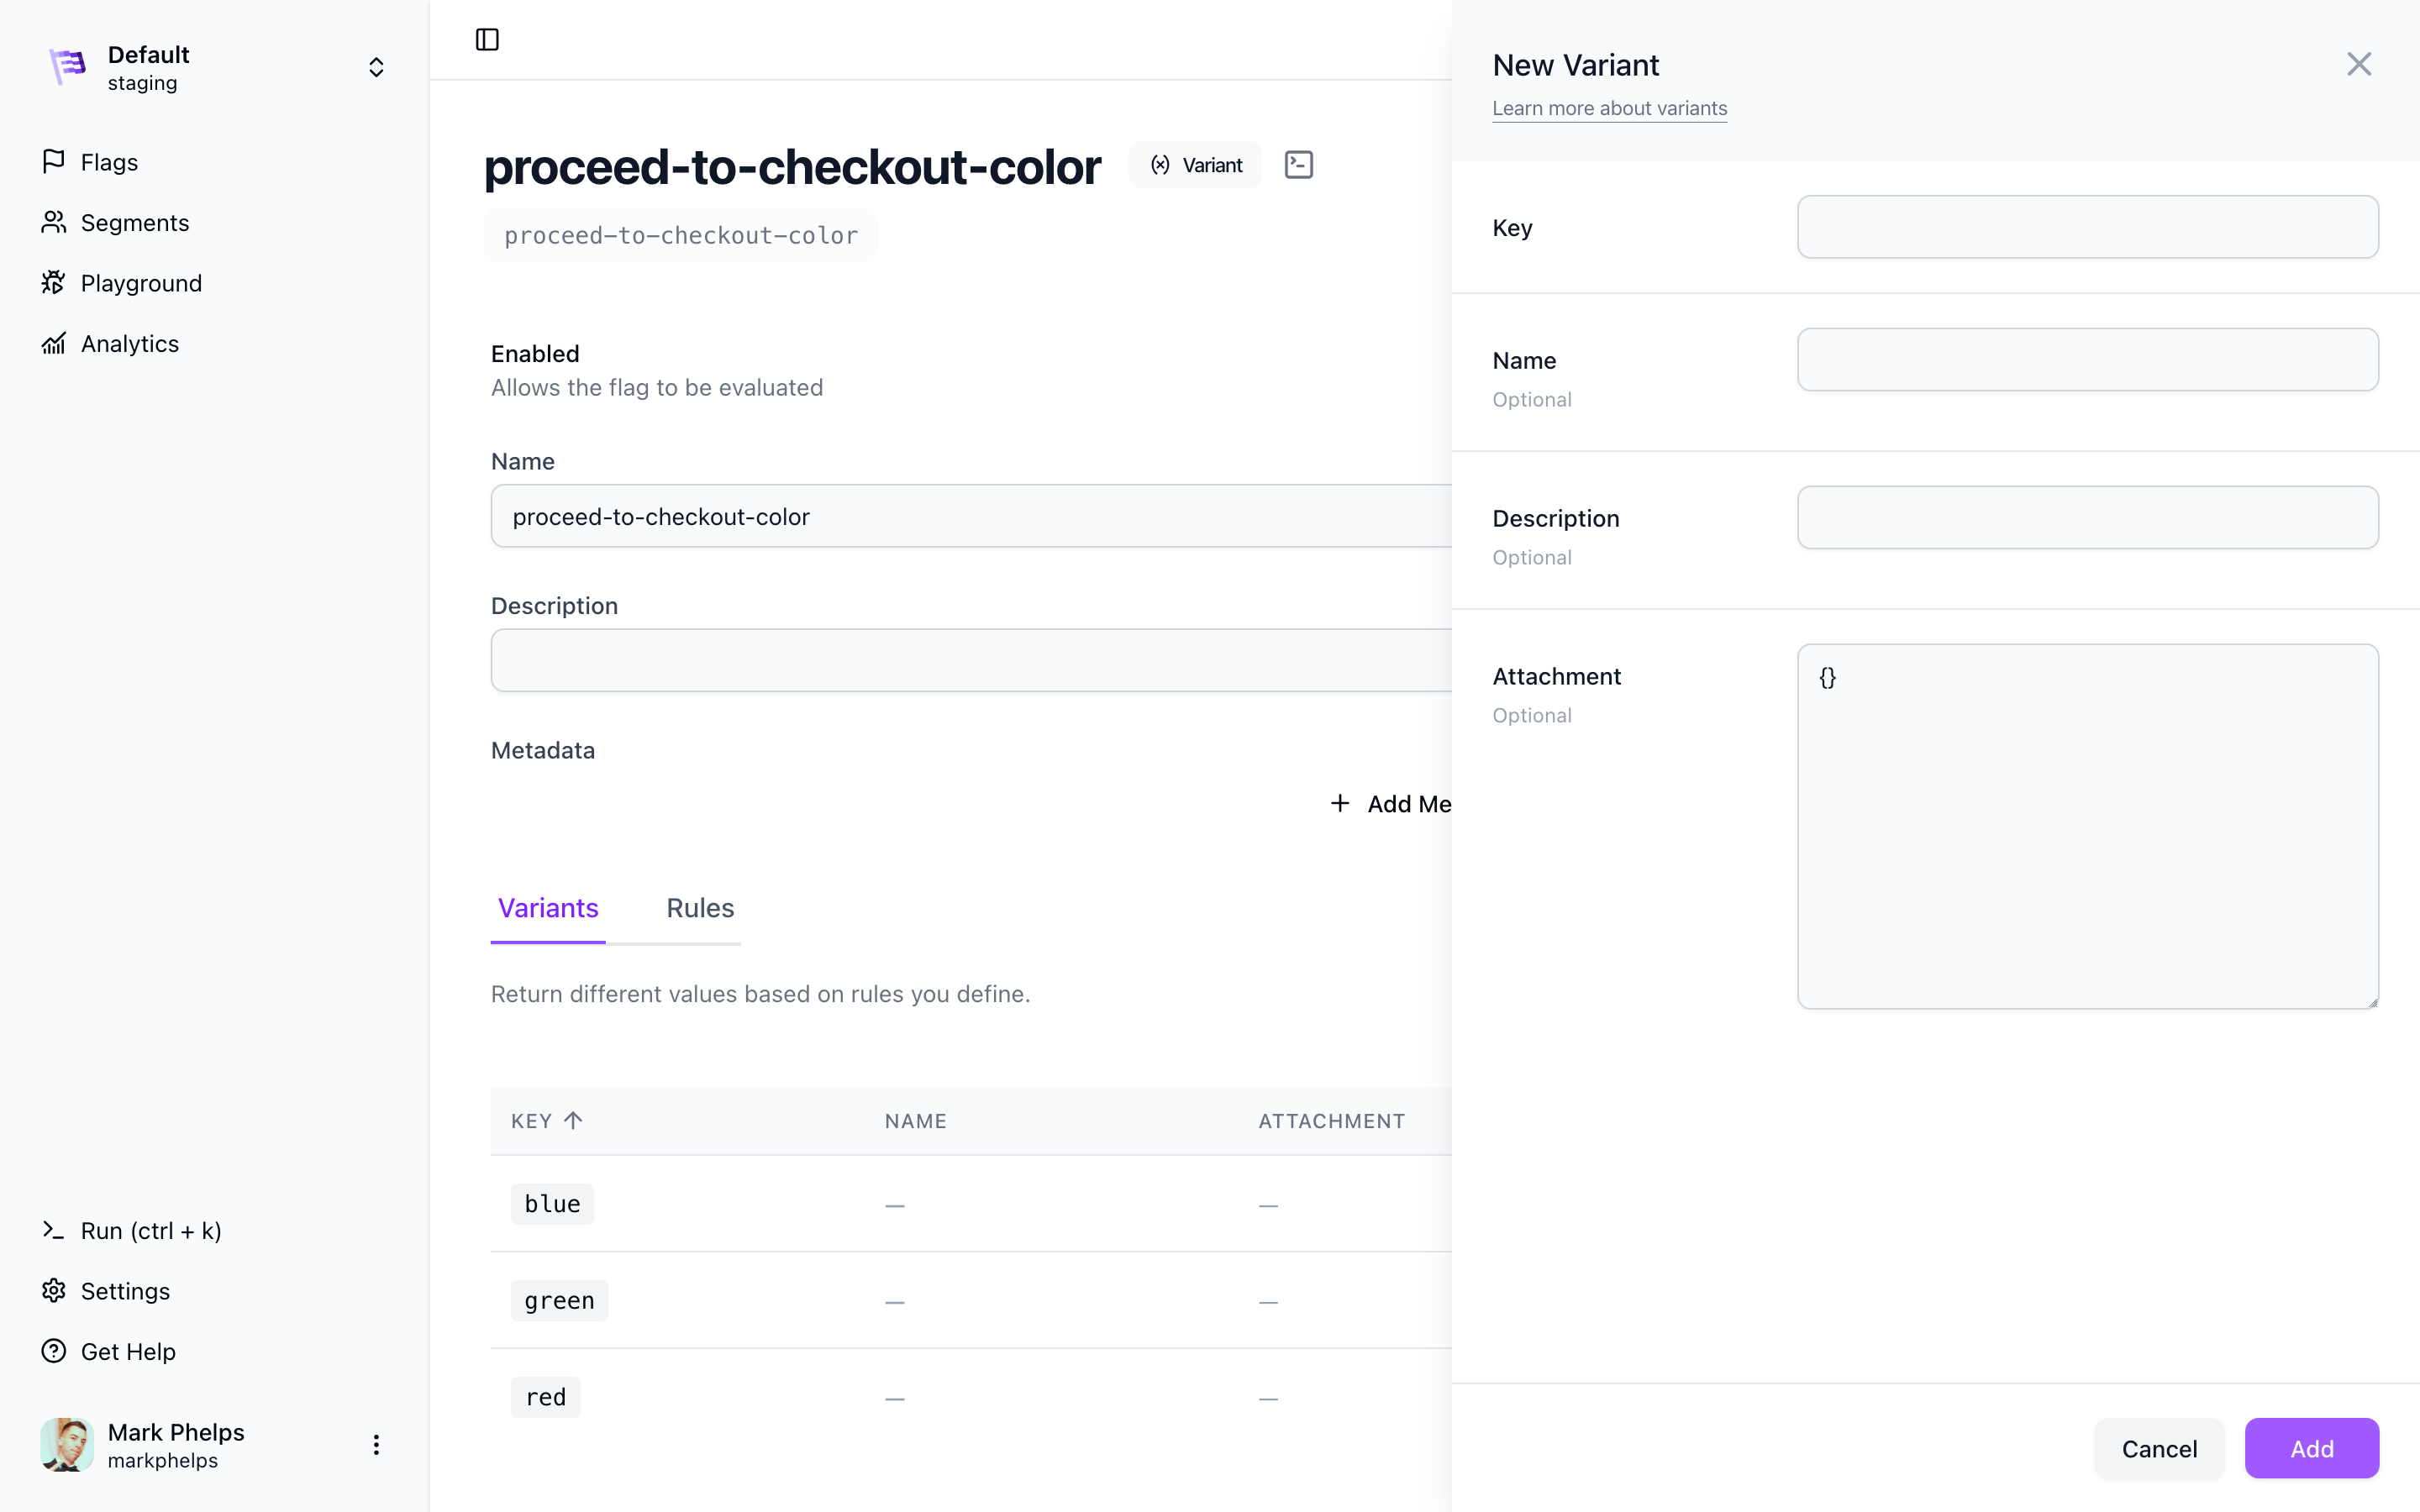 Default
staging
Flags
Segments
Playground
Analytics
Run (ctrl + k)
Settings
Get Help
Mark Phelps
markphelps
proceed-to-checkout-color
Variant
proceed-to-checkout-color
Enabled
Allows the flag to be evaluated
Name
proceed-to-checkout-color
Description
Metadata
Add Me
Variants
Rules
Return different values based on rules you define.
KEY
NAME
ATTACHMENT
blue
—
—
green
—
—
red
—
—
New Variant
Learn more about variants
Key
Name
Optional
Description
Optional
Attachment
Optional
{}
Cancel
Add